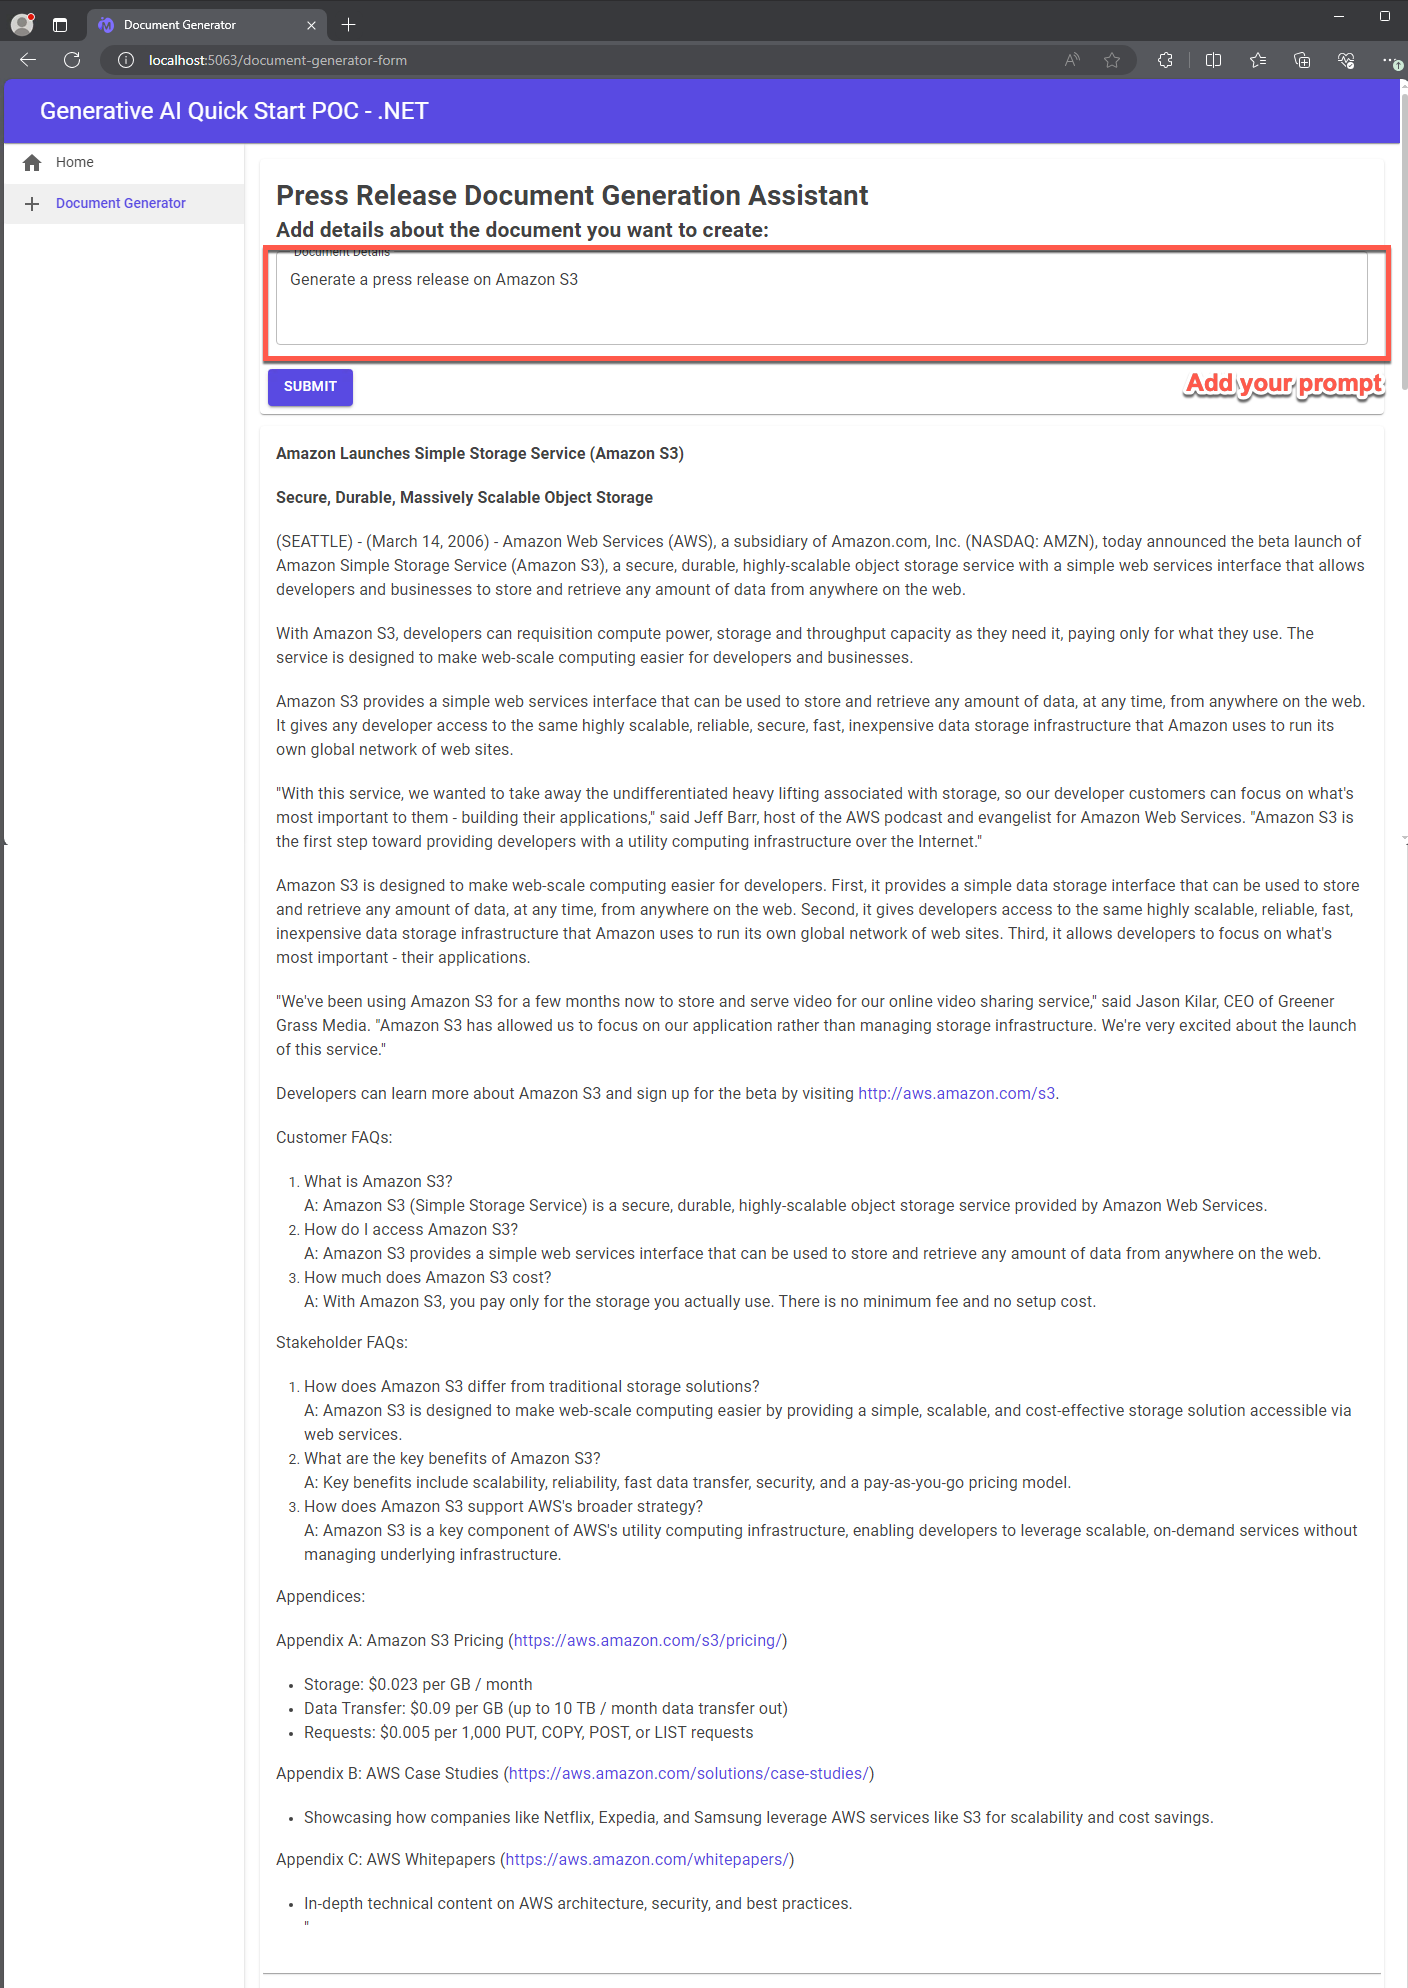 Document Generator
localhost:5063/document-generator-form
Generative AI Quick Start POC - .NET
Home
Document Generator
Press Release Document Generation Assistant
Add details about the document you want to create:
Document Details
Generate a press release on Amazon S3
SUBMIT
Add your prompt
Amazon Launches Simple Storage Service (Amazon S3)
Secure, Durable, Massively Scalable Object Storage
(SEATTLE) - (March 14, 2006) - Amazon Web Services (AWS), a subsidiary of Amazon.com, Inc. (NASDAQ: AMZN), today announced the beta launch of
Amazon Simple Storage Service (Amazon S3), a secure, durable, highly-scalable object storage service with a simple web services interface that allows
developers and businesses to store and retrieve any amount of data from anywhere on the web.
With Amazon S3, developers can requisition compute power, storage and throughput capacity as they need it, paying only for what they use. The
service is designed to make web-scale computing easier for developers and businesses.
Amazon S3 provides a simple web services interface that can be used to store and retrieve any amount of data, at any time, from anywhere on the web.
It gives any developer access to the same highly scalable, reliable, secure, fast, inexpensive data storage infrastructure that Amazon uses to run its
own global network of web sites.
"With this service, we wanted to take away the undifferentiated heavy lifting associated with storage, so our developer customers can focus on what's
most important to them - building their applications," said Jeff Barr, host of the AWS podcast and evangelist for Amazon Web Services. "Amazon S3 is
the first step toward providing developers with a utility computing infrastructure over the Internet."
Amazon S3 is designed to make web-scale computing easier for developers. First, it provides a simple data storage interface that can be used to store
and retrieve any amount of data, at any time, from anywhere on the web. Second, it gives developers access to the same highly scalable, reliable, fast,
inexpensive data storage infrastructure that Amazon uses to run its own global network of web sites. Third, it allows developers to focus on what's
most important - their applications.
"We've been using Amazon S3 for a few months now to store and serve video for our online video sharing service," said Jason Kilar, CEO of Greener
Grass Media. "Amazon S3 has allowed us to focus on our application rather than managing storage infrastructure. We're very excited about the launch
of this service."
Developers can learn more about Amazon S3 and sign up for the beta by visiting http://aws.amazon.com/s3.
Customer FAQs:
1. What is Amazon S3?
A: Amazon S3 (Simple Storage Service) is a secure, durable, highly-scalable object storage service provided by Amazon Web Services.
2. How do I access Amazon S3?
A: Amazon S3 provides a simple web services interface that can be used to store and retrieve any amount of data from anywhere on the web.
3. How much does Amazon S3 cost?
A: With Amazon S3, you pay only for the storage you actually use. There is no minimum fee and no setup cost.
Stakeholder FAQs:
1. How does Amazon S3 differ from traditional storage solutions?
A: Amazon S3 is designed to make web-scale computing easier by providing a simple, scalable, and cost-effective storage solution accessible via
web services.
2. What are the key benefits of Amazon S3?
A: Key benefits include scalability, reliability, fast data transfer, security, and a pay-as-you-go pricing model.
3. How does Amazon S3 support AWS's broader strategy?
A: Amazon S3 is a key component of AWS's utility computing infrastructure, enabling developers to leverage scalable, on-demand services without
managing underlying infrastructure.
Appendices:
Appendix A: Amazon S3 Pricing (https://aws.amazon.com/s3/pricing/)
• Storage: $0.023 per GB / month
• Data Transfer: $0.09 per GB (up to 10 TB / month data transfer out)
• Requests: $0.005 per 1,000 PUT, COPY, POST, or LIST requests
Appendix B: AWS Case Studies (https://aws.amazon.com/solutions/case-studies/)
• Showcasing how companies like Netflix, Expedia, and Samsung leverage AWS services like S3 for scalability and cost savings.
Appendix C: AWS Whitepapers (https://aws.amazon.com/whitepapers/)
• In-depth technical content on AWS architecture, security, and best practices.
"